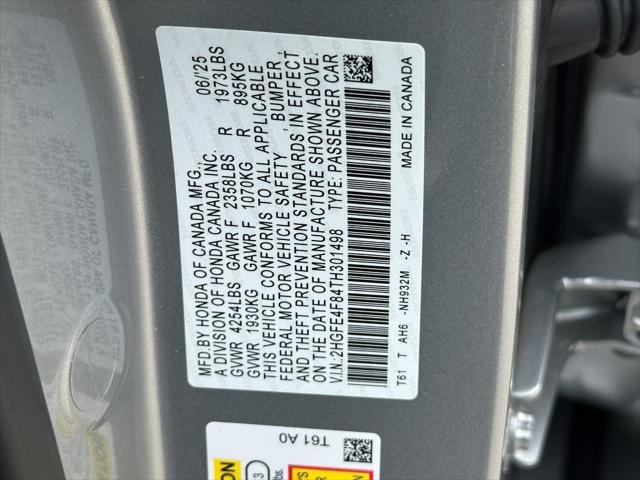 MFD.BY HONDA OF CANADA MFG., 06/'25
A DIVISION OF HONDA CANADA INC.
GVWR 4254LBS GAWR F 2358LBS R 1973LBS
GVWR 1930KG GAWR F 1070KG R 895KG
THIS VEHICLE CONFORMS TO ALL APPLICABLE
FEDERAL MOTOR VEHICLE SAFETY , BUMPER,
AND THEFT PREVENTION STANDARDS IN EFFECT
ON THE DATE OF MANUFACTURE SHOWN ABOVE.
V.I.N.:2HGFE4F84TH301498 TYPE: PASSENGER CAR
T61 T AH6 -NH932M -Z -H MADE IN CANADA
T61 A0